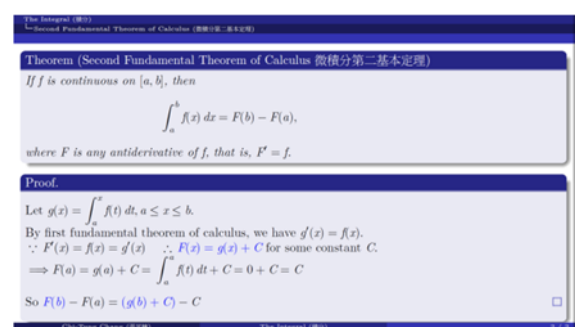 The Integral (積分)
Second Fundamental Theorem of Calculus (微積分第二基本定理)
Theorem (Second Fundamental Theorem of Calculus 微積分第二基本定理)
If f is continuous on [a, b], then
∫_a^b f(x) dx = F(b) − F(a),
where F is any antiderivative of f, that is, F′ = f.
Proof.
Let g(x) = ∫_a^x f(t) dt, a ≤ x ≤ b.
By first fundamental theorem of calculus, we have g′(x) = f(x).
∵ F′(x) = f(x) = g′(x) ∴ F(x) = g(x) + C for some constant C.
⟹ F(a) = g(a) + C = ∫_a^a f(t) dt + C = 0 + C = C
So F(b) − F(a) = (g(b) + C) − C
The Integral (積分)